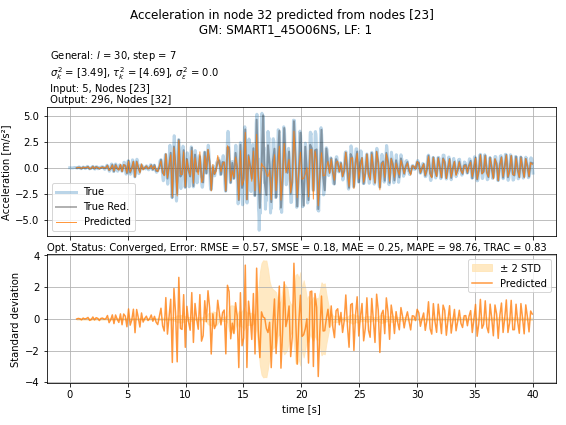 Acceleration in node 32 predicted from nodes [23]
GM: SMART1_45O06NS, LF: 1
General: l = 30, step = 7
σ²ₖ = [3.49], τ²ₖ = [4.69], σ²ε = 0.0
Input: 5, Nodes [23]
Output: 296, Nodes [32]
Acceleration [m/s²]
5.0
2.5
0.0
−2.5
−5.0
True
True Red.
Predicted
Opt. Status: Converged, Error: RMSE = 0.57, SMSE = 0.18, MAE = 0.25, MAPE = 98.76, TRAC = 0.83
Standard deviation
4
2
0
−2
−4
± 2 STD
Predicted
0 5 10 15 20 25 30 35 40
time [s]